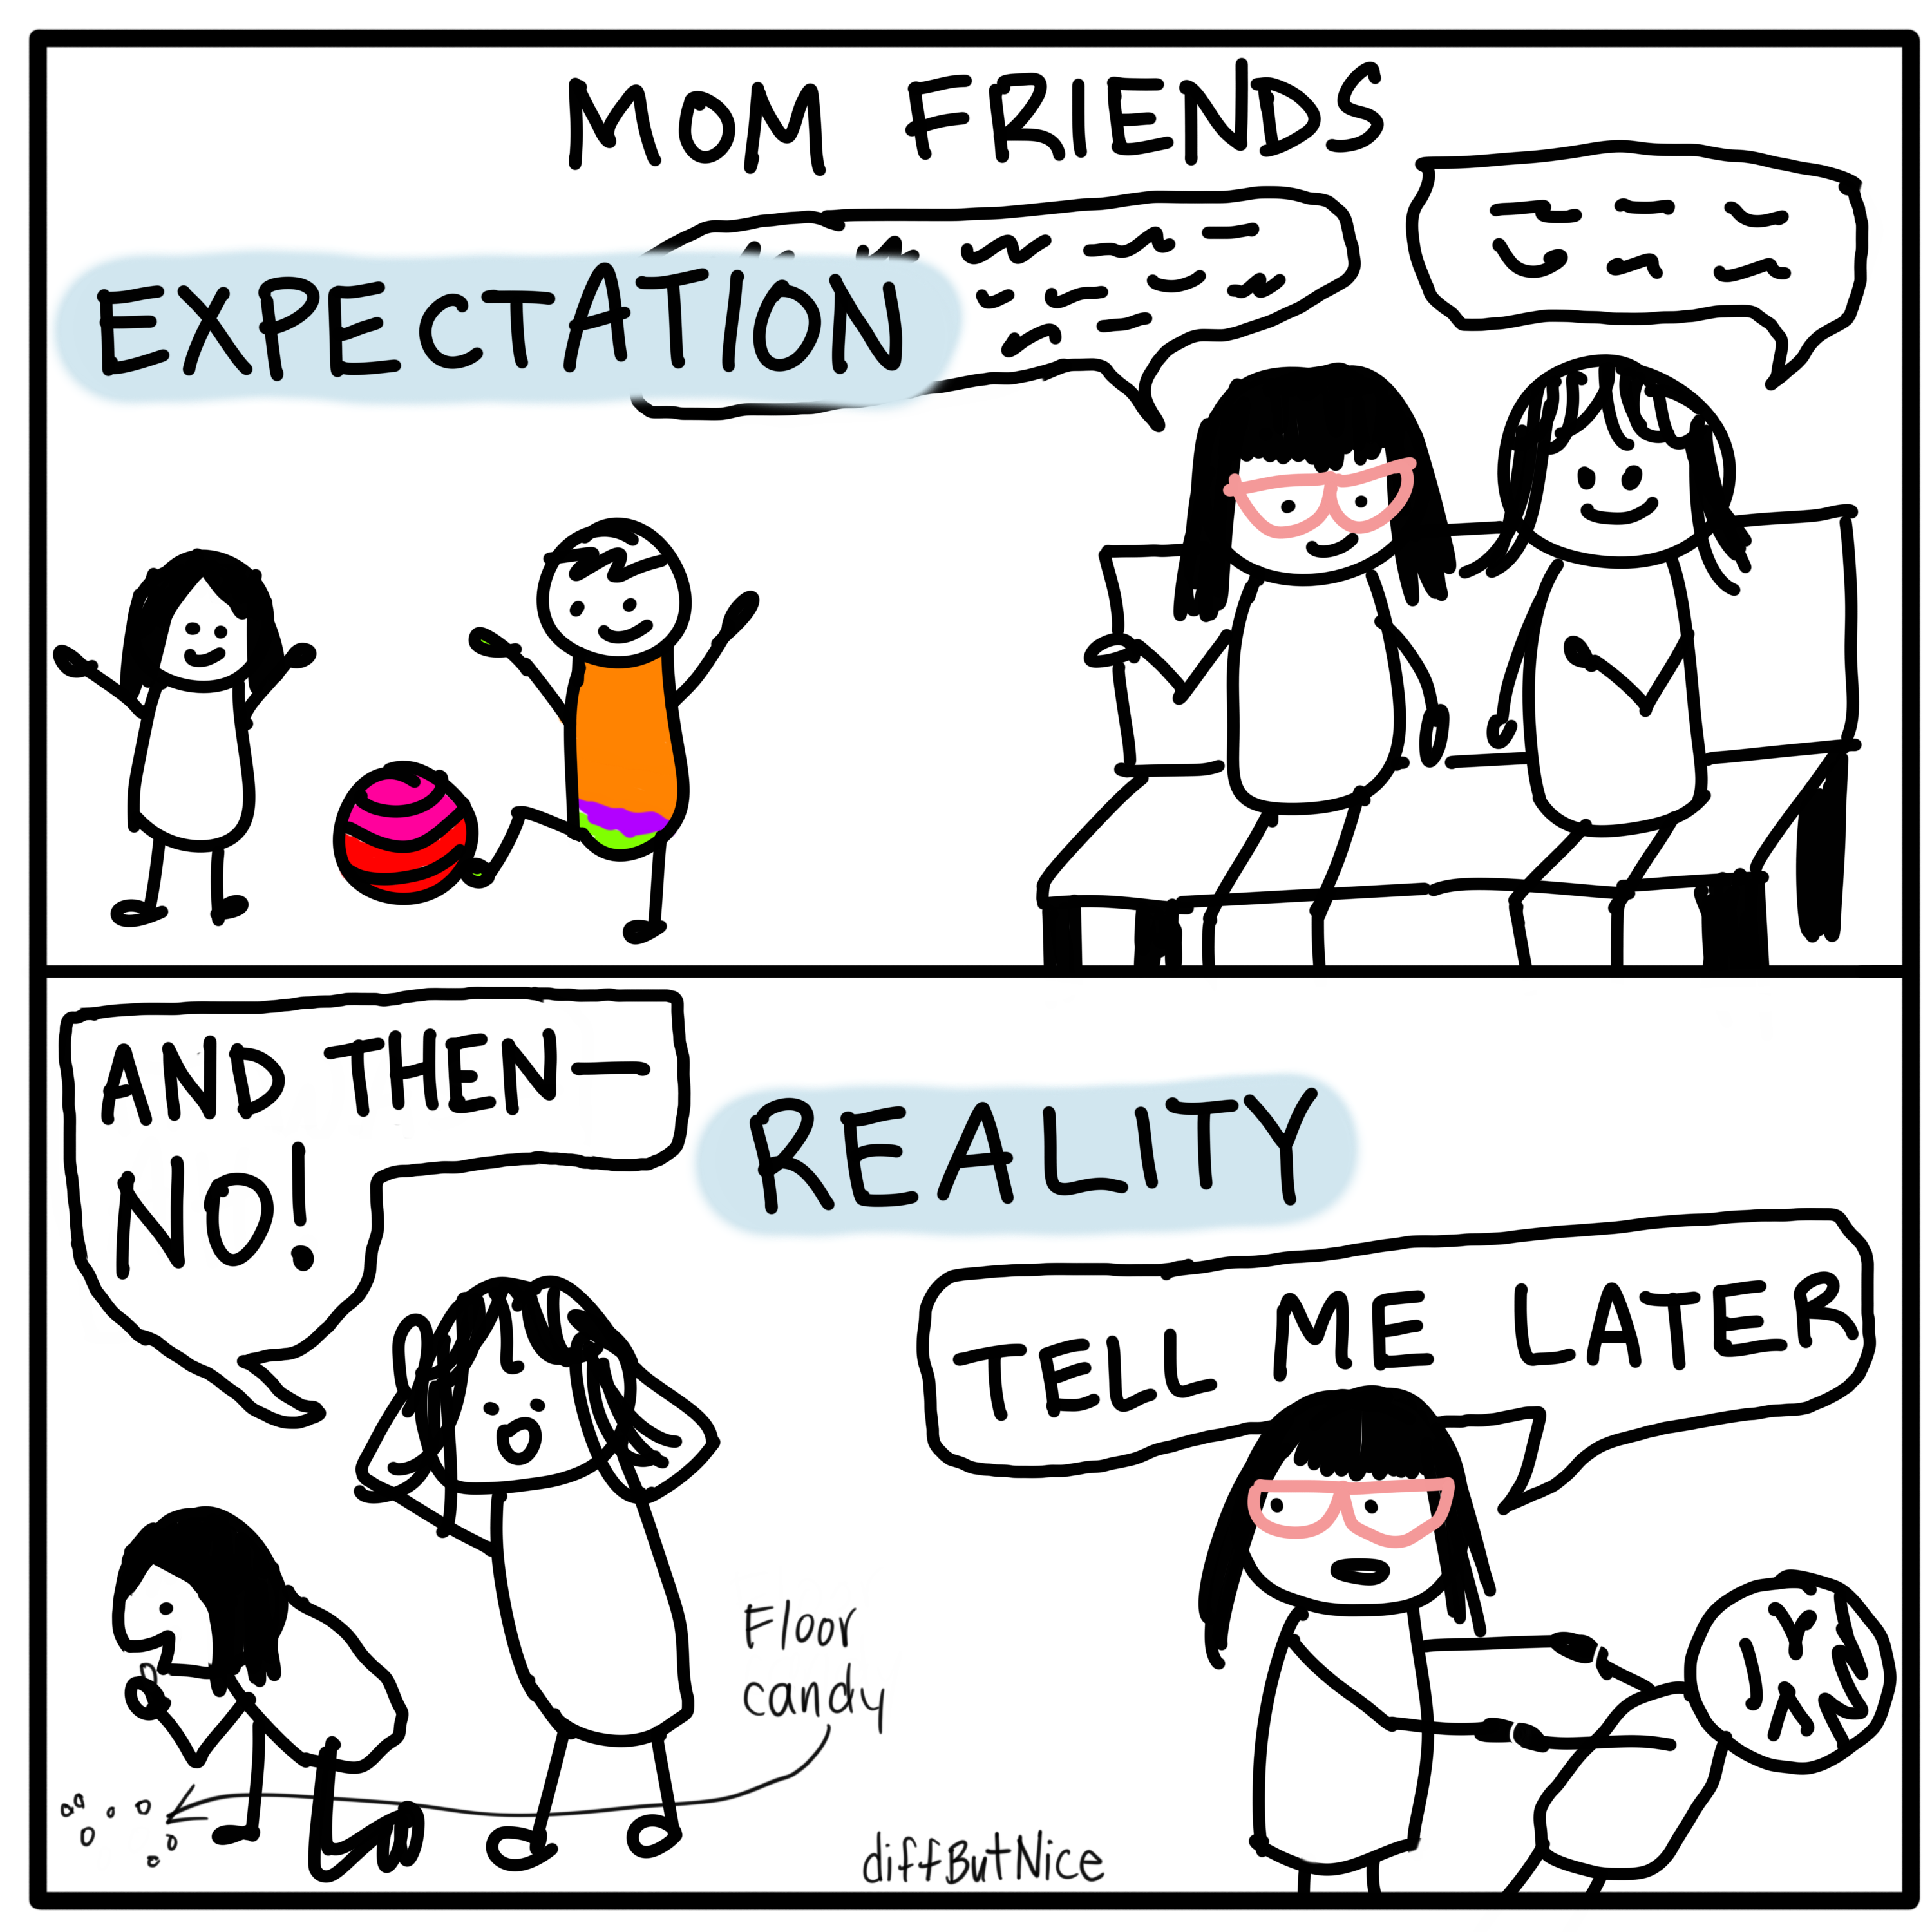 MOM FRIENDS
EXPECTATION
AND THEN—
NO!
REALITY
TELL ME LATER
Floor
candy
diffButNice